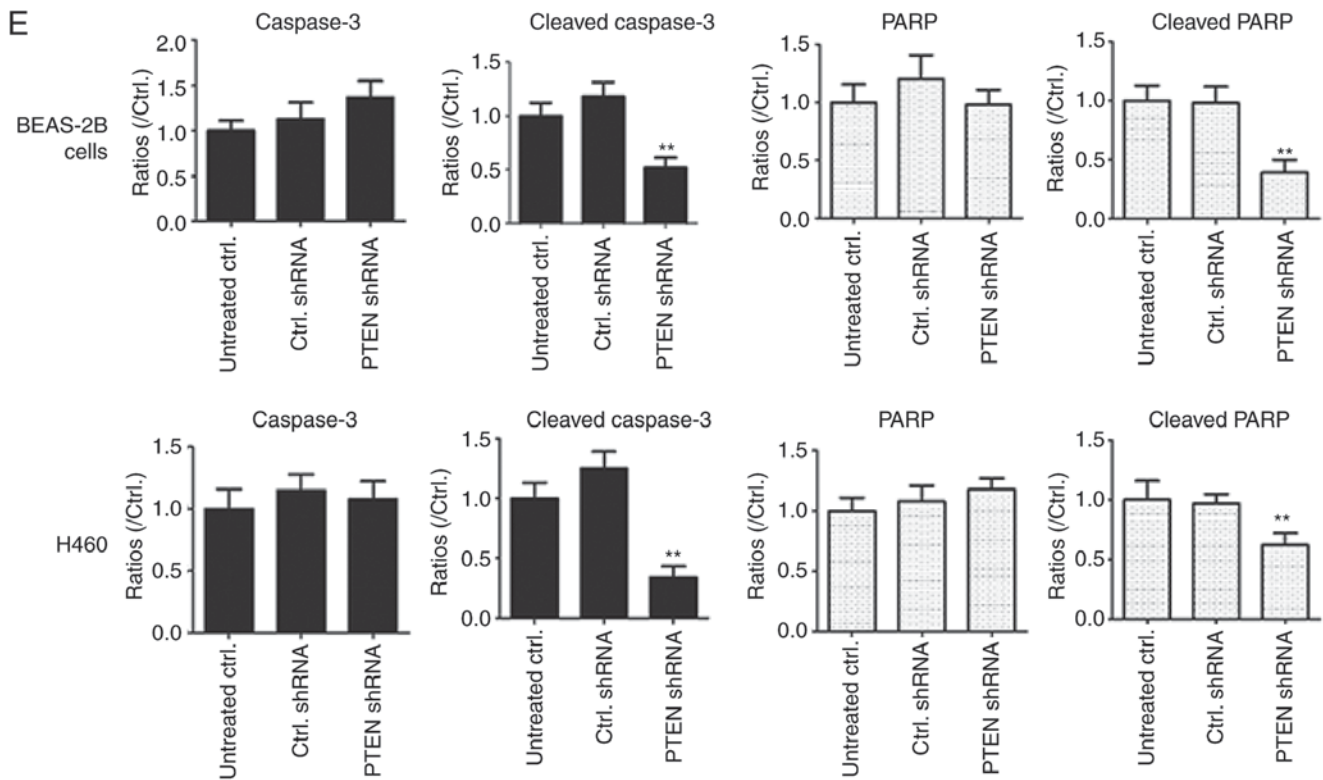 E
BEAS-2B
cells
Caspase-3
Ratios (/Ctrl.)
2.0
1.5
1.0
0.5
0.0
Untreated ctrl.
Ctrl. shRNA
PTEN shRNA
Cleaved caspase-3
Ratios (/Ctrl.)
1.5
1.0
0.5
0.0
**
Untreated ctrl.
Ctrl. shRNA
PTEN shRNA
PARP
Ratios (/Ctrl.)
1.5
1.0
0.5
0.0
Untreated ctrl.
Ctrl. shRNA
PTEN shRNA
Cleaved PARP
Ratios (/Ctrl.)
1.5
1.0
0.5
0.0
**
Untreated ctrl.
Ctrl. shRNA
PTEN shRNA
H460
Caspase-3
Ratios (/Ctrl.)
1.5
1.0
0.5
0.0
Untreated ctrl.
Ctrl. shRNA
PTEN shRNA
Cleaved caspase-3
Ratios (/Ctrl.)
1.5
1.0
0.5
0.0
**
Untreated ctrl.
Ctrl. shRNA
PTEN shRNA
PARP
Ratios (/Ctrl.)
1.5
1.0
0.5
0.0
Untreated ctrl.
Ctrl. shRNA
PTEN shRNA
Cleaved PARP
Ratios (/Ctrl.)
1.5
1.0
0.5
0.0
**
Untreated ctrl.
Ctrl. shRNA
PTEN shRNA